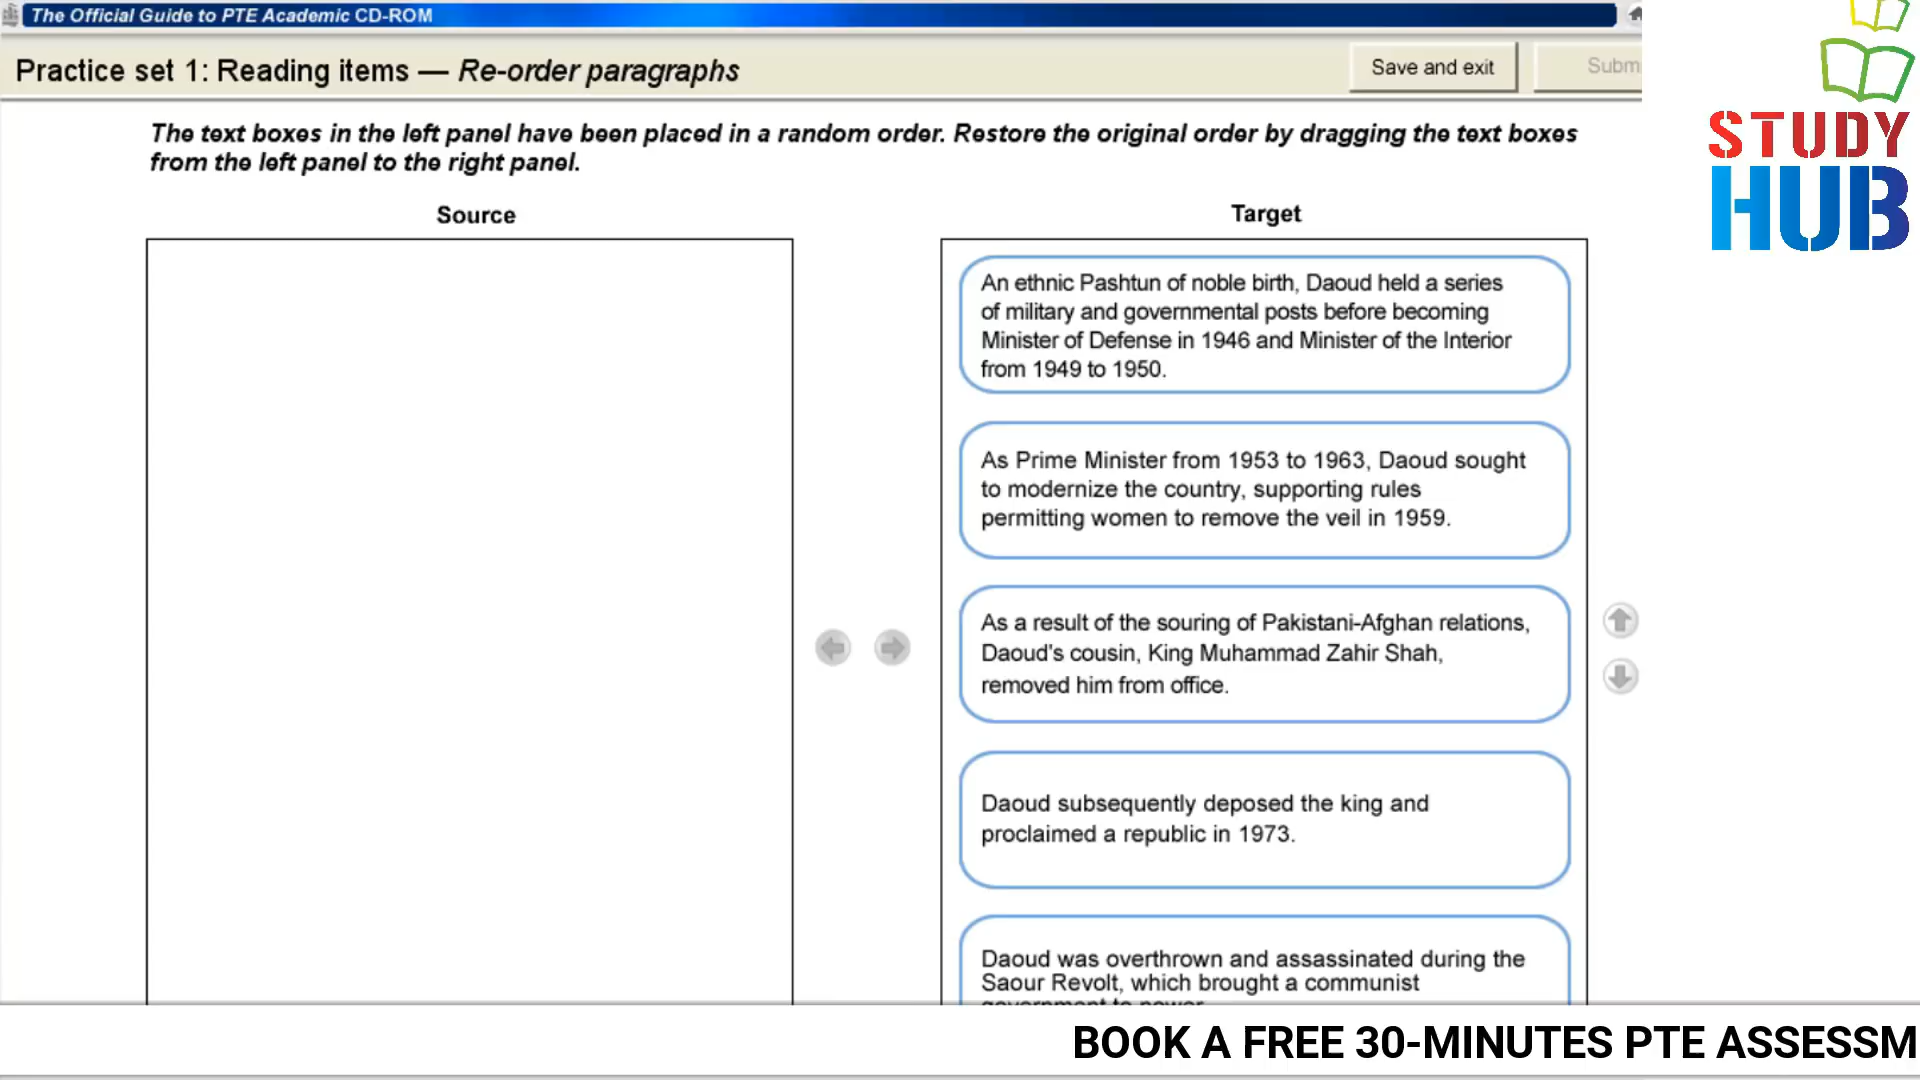 The Official Guide to PTE Academic CD-ROM
Practice set 1: Reading items — Re-order paragraphs
Save and exit
Subm
STUDY
HUB
The text boxes in the left panel have been placed in a random order. Restore the original order by dragging the text boxes
from the left panel to the right panel.
Source
Target
An ethnic Pashtun of noble birth, Daoud held a series
of military and governmental posts before becoming
Minister of Defense in 1946 and Minister of the Interior
from 1949 to 1950.
As Prime Minister from 1953 to 1963, Daoud sought
to modernize the country, supporting rules
permitting women to remove the veil in 1959.
As a result of the souring of Pakistani-Afghan relations,
Daoud's cousin, King Muhammad Zahir Shah,
removed him from office.
Daoud subsequently deposed the king and
proclaimed a republic in 1973.
Daoud was overthrown and assassinated during the
Saour Revolt, which brought a communist
government to power.
BOOK A FREE 30-MINUTES PTE ASSESSM